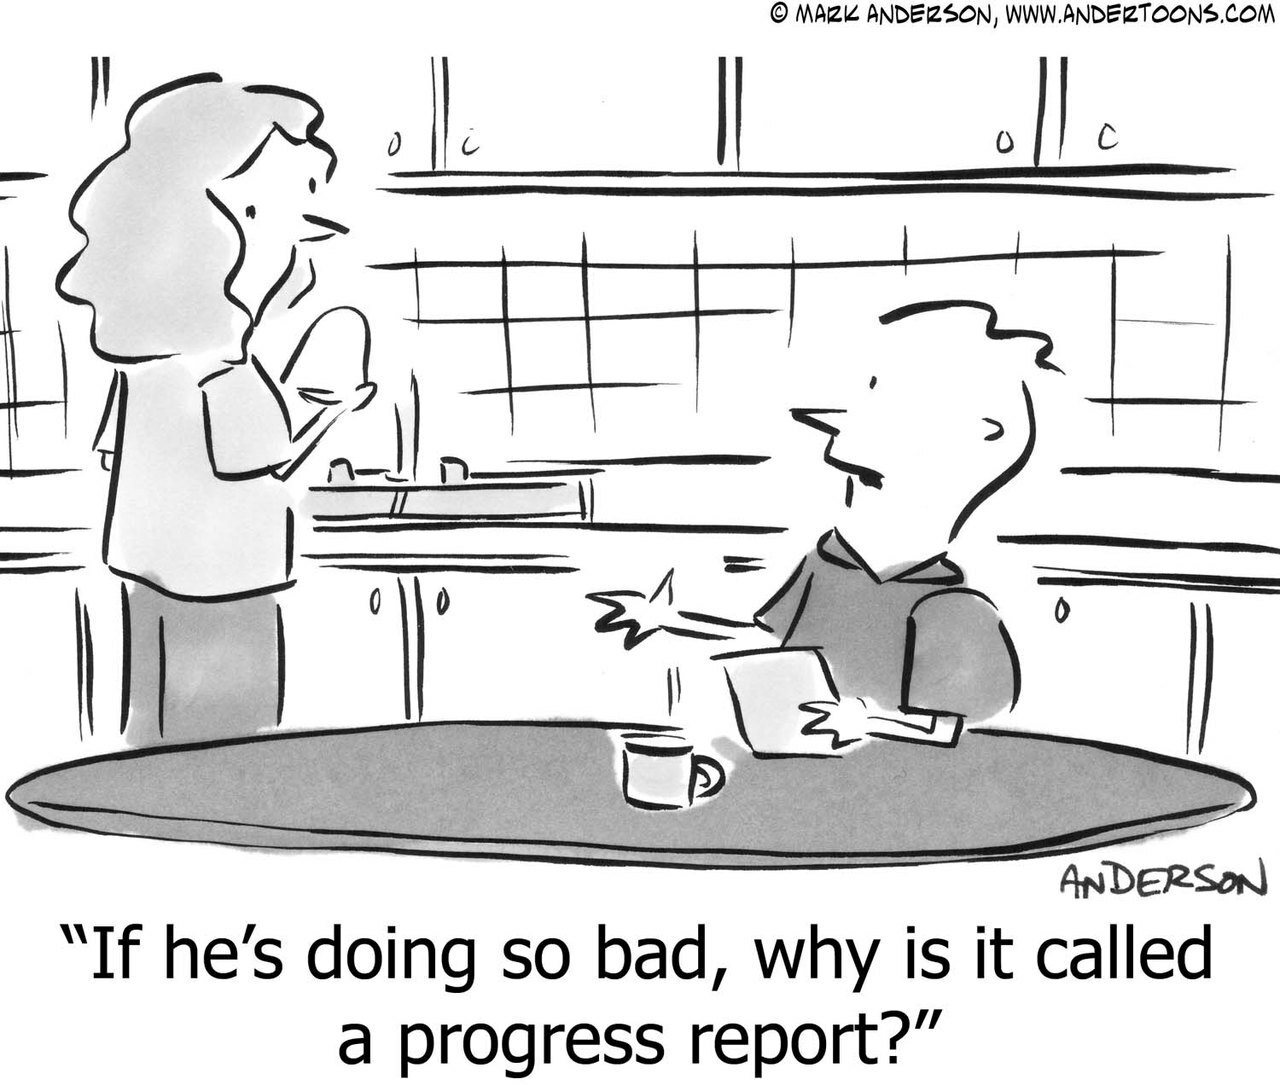 © MARK ANDERSON, WWW.ANDERTOONS.COM
ANDERSON
“If he’s doing so bad, why is it called
a progress report?”